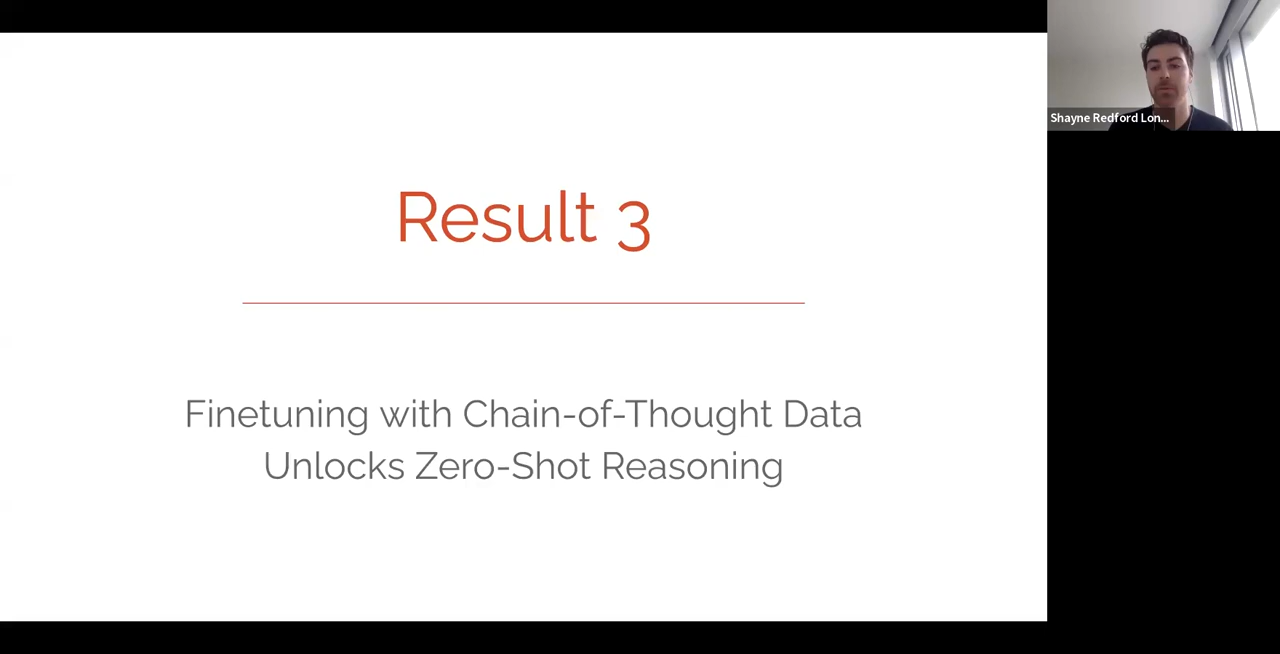 Result 3
Finetuning with Chain-of-Thought Data
Unlocks Zero-Shot Reasoning
Shayne Redford Lon...